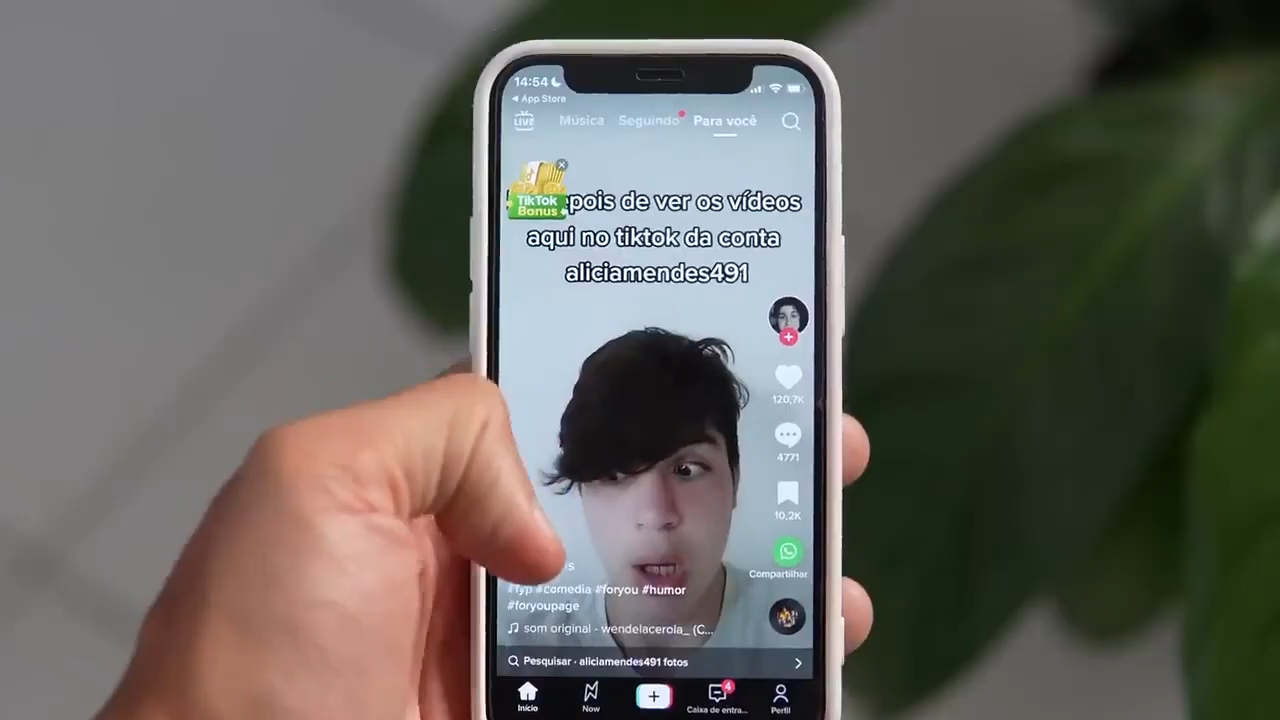 14:54
App Store
LIVE
Música
Seguindo
Para você
TikTok
Bonus
pois de ver os vídeos
aqui no tiktok da conta
aliciamendes491
120,7K
4771
10,2K
Compartilhar
#comedia #foryou #humor
#foryoupage
som original - wendelacerola_ (C...
Pesquisar · aliciamendes491 fotos
Início
Now
4
Caixa de entra...
Perfil